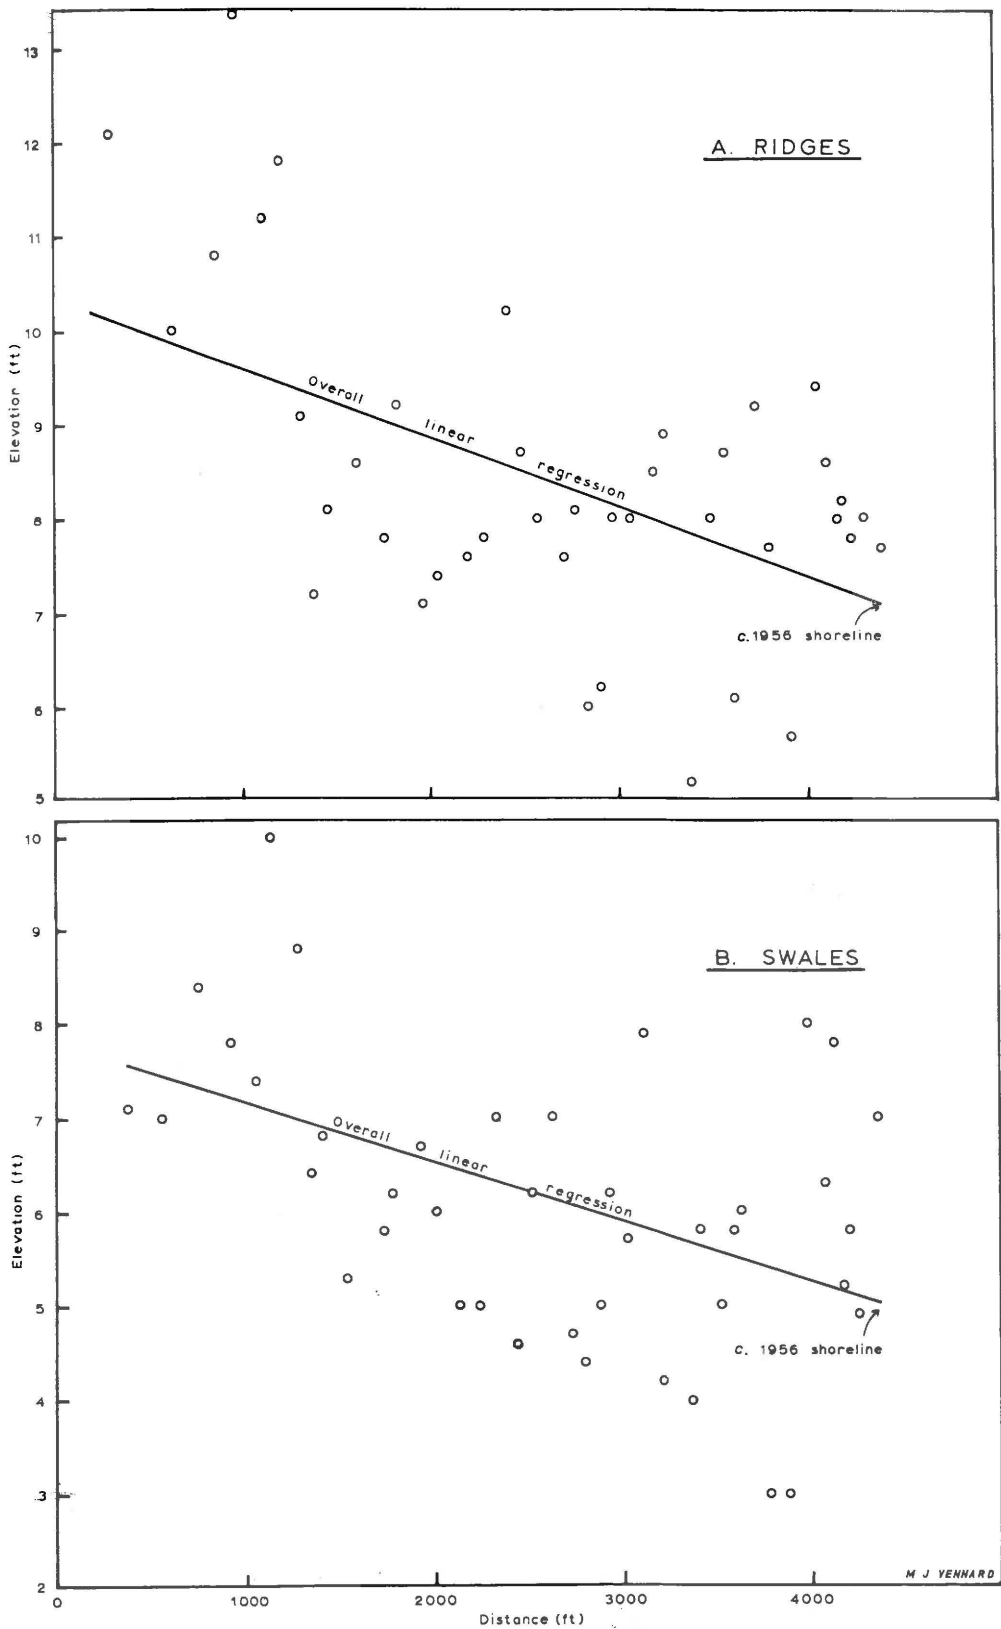 13
12
11
10
9
8
7
6
5
Elevation (ft)
A. RIDGES
Overall linear regression
c.1956 shoreline
10
9
8
7
6
5
4
3
2
Elevation (ft)
B. SWALES
Overall linear regression
c. 1956 shoreline
M J VENNARD
0 1000 2000 3000 4000
Distance (ft)